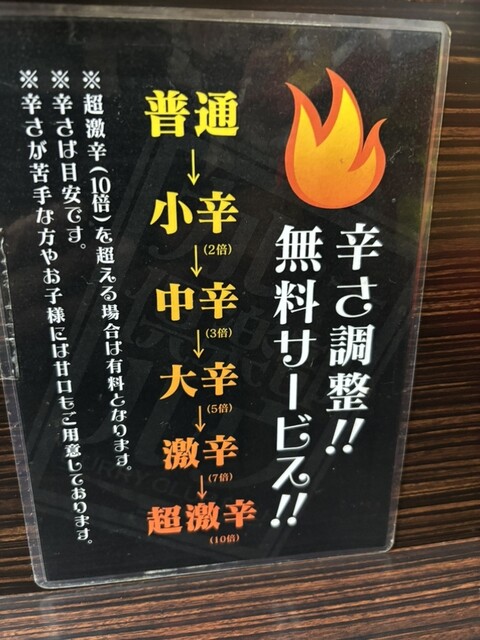 辛さ調整!!
無料サービス!!
普通
↓
小辛
(2倍)
↓
中辛
(3倍)
↓
大辛
(5倍)
↓
激辛
(7倍)
↓
超激辛
(10倍)
※超激辛(10倍)を超える場合は有料となります。
※辛さは目安です。
※辛さが苦手な方やお子様には甘口もご用意しております。